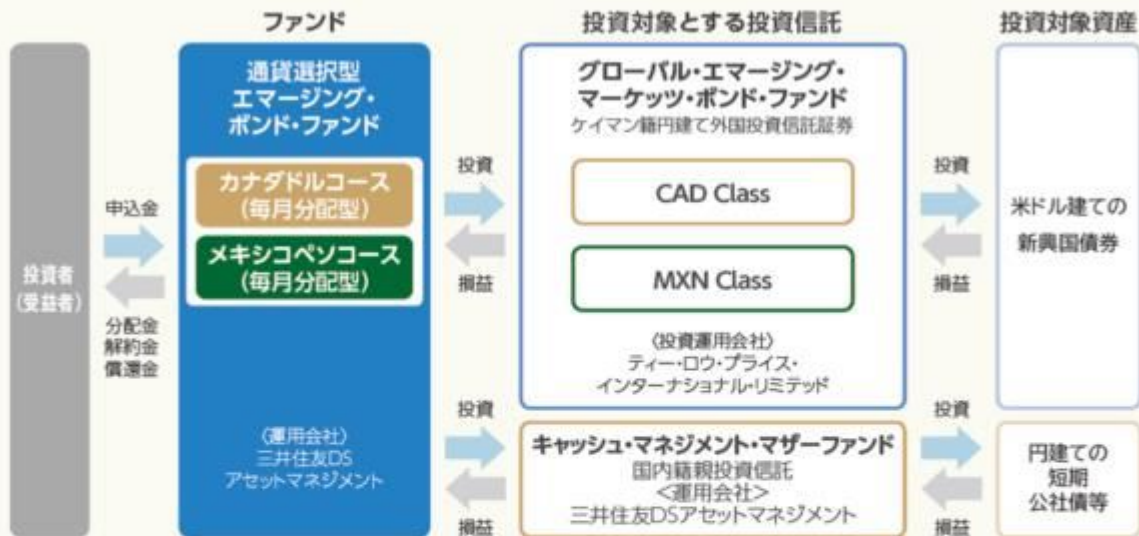 ファンド
投資対象とする投資信託
投資対象資産
投資者
(受益者)
申込金
分配金
解約金
償還金
通貨選択型
エマージング・
ボンド・ファンド
カナダドルコース
(毎月分配型)
メキシコペソコース
(毎月分配型)
〈運用会社〉
三井住友DS
アセットマネジメント
投資
損益
投資
損益
グローバル・エマージング・
マーケッツ・ボンド・ファンド
ケイマン籍円建て外国投資信託証券
CAD Class
MXN Class
〈投資運用会社〉
ティー・ロウ・プライス・
インターナショナル・リミテッド
キャッシュ・マネジメント・マザーファンド
国内籍親投資信託
<運用会社>
三井住友DSアセットマネジメント
投資
損益
投資
損益
米ドル建ての
新興国債券
円建ての
短期
公社債等